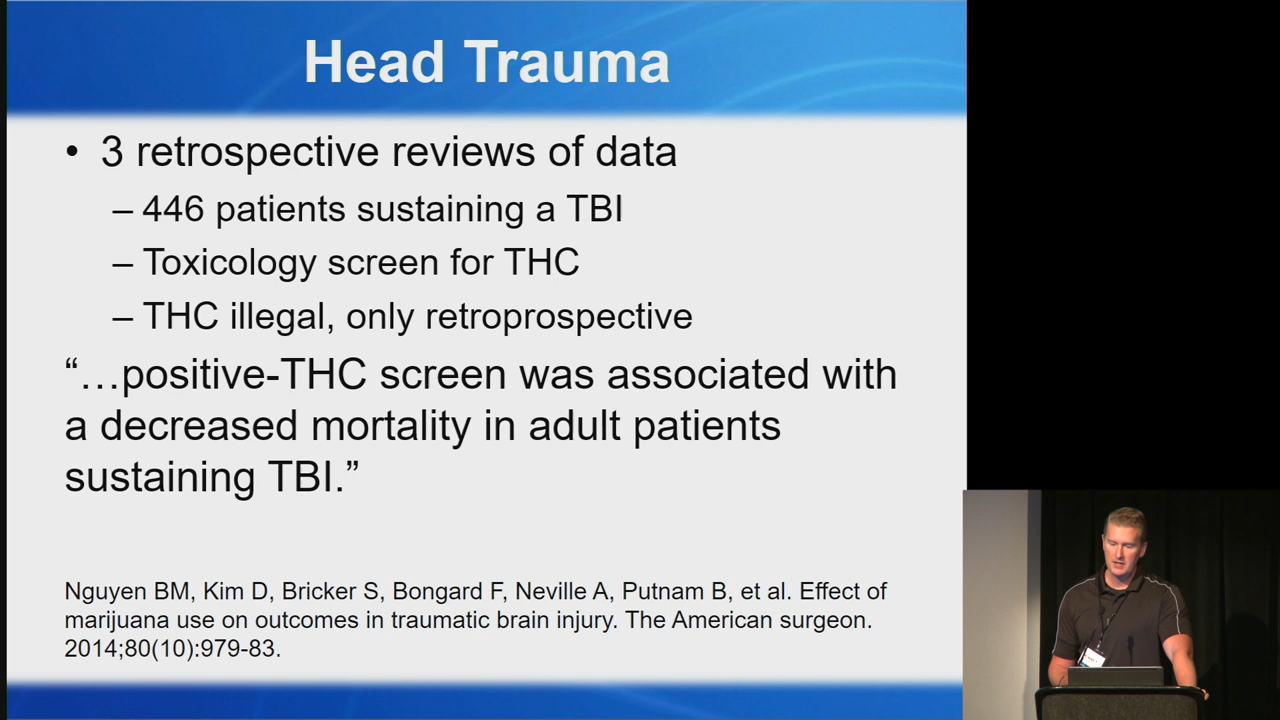 Head Trauma
• 3 retrospective reviews of data
– 446 patients sustaining a TBI
– Toxicology screen for THC
– THC illegal, only retroprospective
“…positive-THC screen was associated with
a decreased mortality in adult patients
sustaining TBI.”
Nguyen BM, Kim D, Bricker S, Bongard F, Neville A, Putnam B, et al. Effect of
marijuana use on outcomes in traumatic brain injury. The American surgeon.
2014;80(10):979-83.